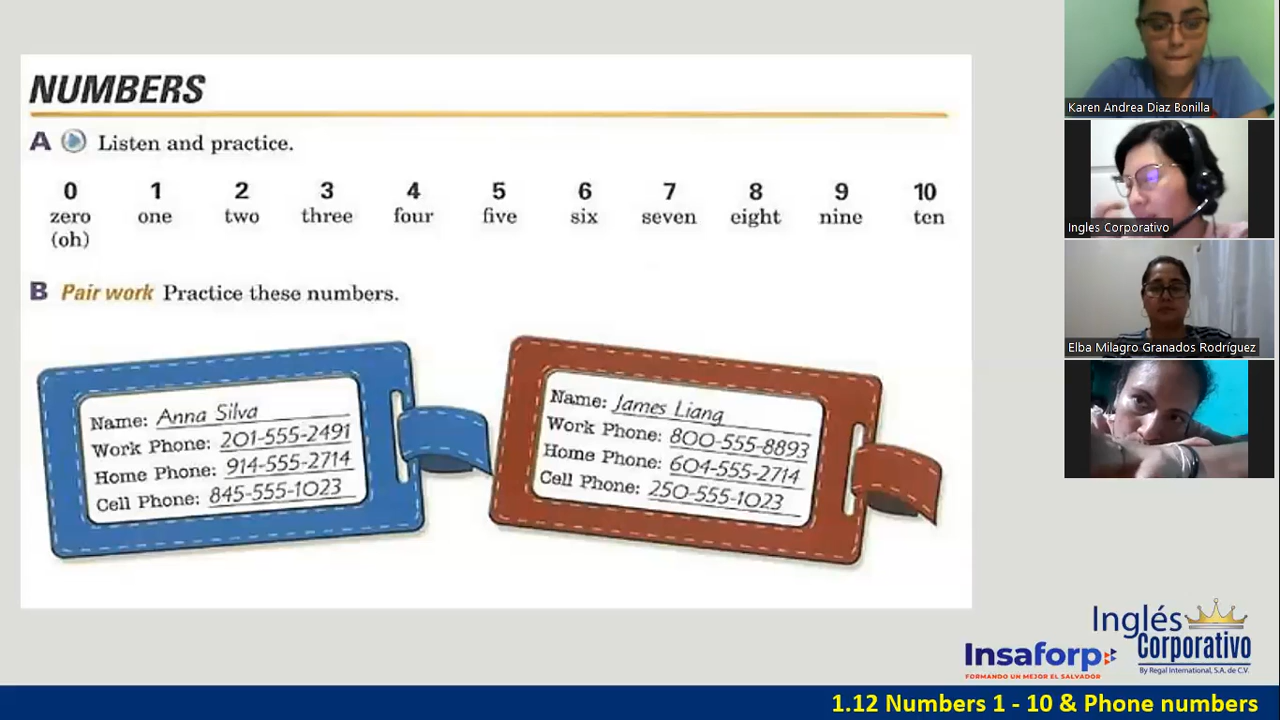 NUMBERS
A Listen and practice.
0 1 2 3 4 5 6 7 8 9 10
zero one two three four five six seven eight nine ten
(oh)
B Pair work Practice these numbers.
Name: Anna Silva
Work Phone: 201-555-2491
Home Phone: 914-555-2714
Cell Phone: 845-555-1023
Name: James Liang
Work Phone: 800-555-8893
Home Phone: 604-555-2714
Cell Phone: 250-555-1023
Karen Andrea Diaz Bonilla
Ingles Corporativo
Elba Milagro Granados Rodríguez
Inglés
Corporativo
By Regal International, S.A. de C.V.
Insaforp
FORMANDO UN MEJOR EL SALVADOR
1.12 Numbers 1 - 10 & Phone numbers